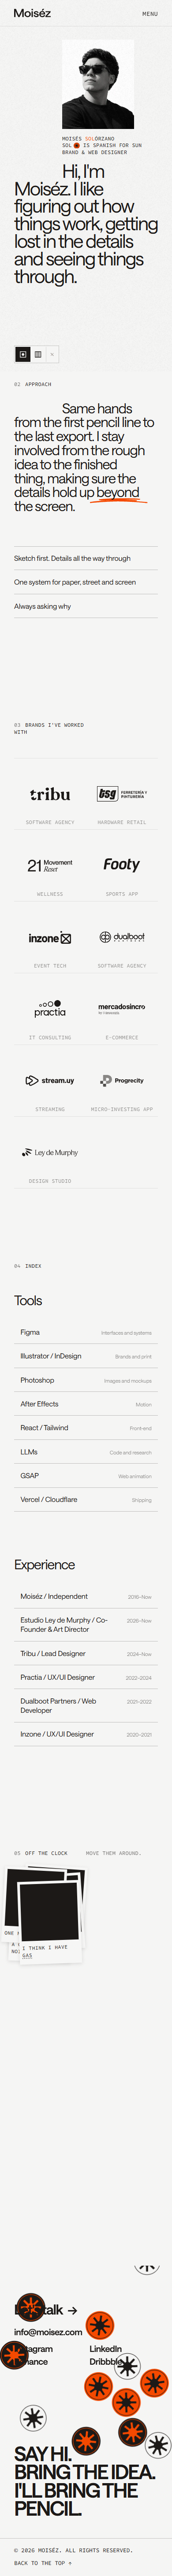 Moiséz
MENU
MOISÉS SOLÓRZANO
SOL IS SPANISH FOR SUN
BRAND & WEB DESIGNER
Hi, I'm
Moiséz. I like
figuring out how
things work, getting
lost in the details
and seeing things
through.
02 APPROACH
Same hands
from the first pencil line to
the last export. I stay
involved from the rough
idea to the finished
thing, making sure the
details hold up beyond
the screen.
Sketch first. Details all the way through
One system for paper, street and screen
Always asking why
03 BRANDS I'VE WORKED
WITH
tribu
tsg FERRETERÍA Y
PINTURERÍA
SOFTWARE AGENCY
HARDWARE RETAIL
21 Movement
Reset
Footy
WELLNESS
SPORTS APP
inzone
dualboot
PARTNERS
EVENT TECH
SOFTWARE AGENCY
practia
mercadosincro
IT CONSULTING
E-COMMERCE
stream.uy
Progrecity
STREAMING
MICRO-INVESTING APP
Ley de Murphy
DESIGN STUDIO
04 INDEX
Tools
Figma Interfaces and systems
Illustrator / InDesign Brands and print
Photoshop Images and mockups
After Effects Motion
React / Tailwind Front-end
LLMs Code and research
GSAP Web animation
Vercel / Cloudflare Shipping
Experience
Moiséz / Independent 2016–Now
Estudio Ley de Murphy / Co-
Founder & Art Director 2026–Now
Tribu / Lead Designer 2024–Now
Practia / UX/UI Designer 2022–2024
Dualboot Partners / Web
Developer 2021–2022
Inzone / UX/UI Designer 2020–2021
05 OFF THE CLOCK MOVE THEM AROUND.
ONE
I THINK I HAVE
GAS
talk →
info@moisez.com
LinkedIn
Dribbble
SAY HI.
BRING THE IDEA.
I'LL BRING THE
PENCIL.
© 2026 MOISÉZ. ALL RIGHTS RESERVED.
BACK TO THE TOP ↑